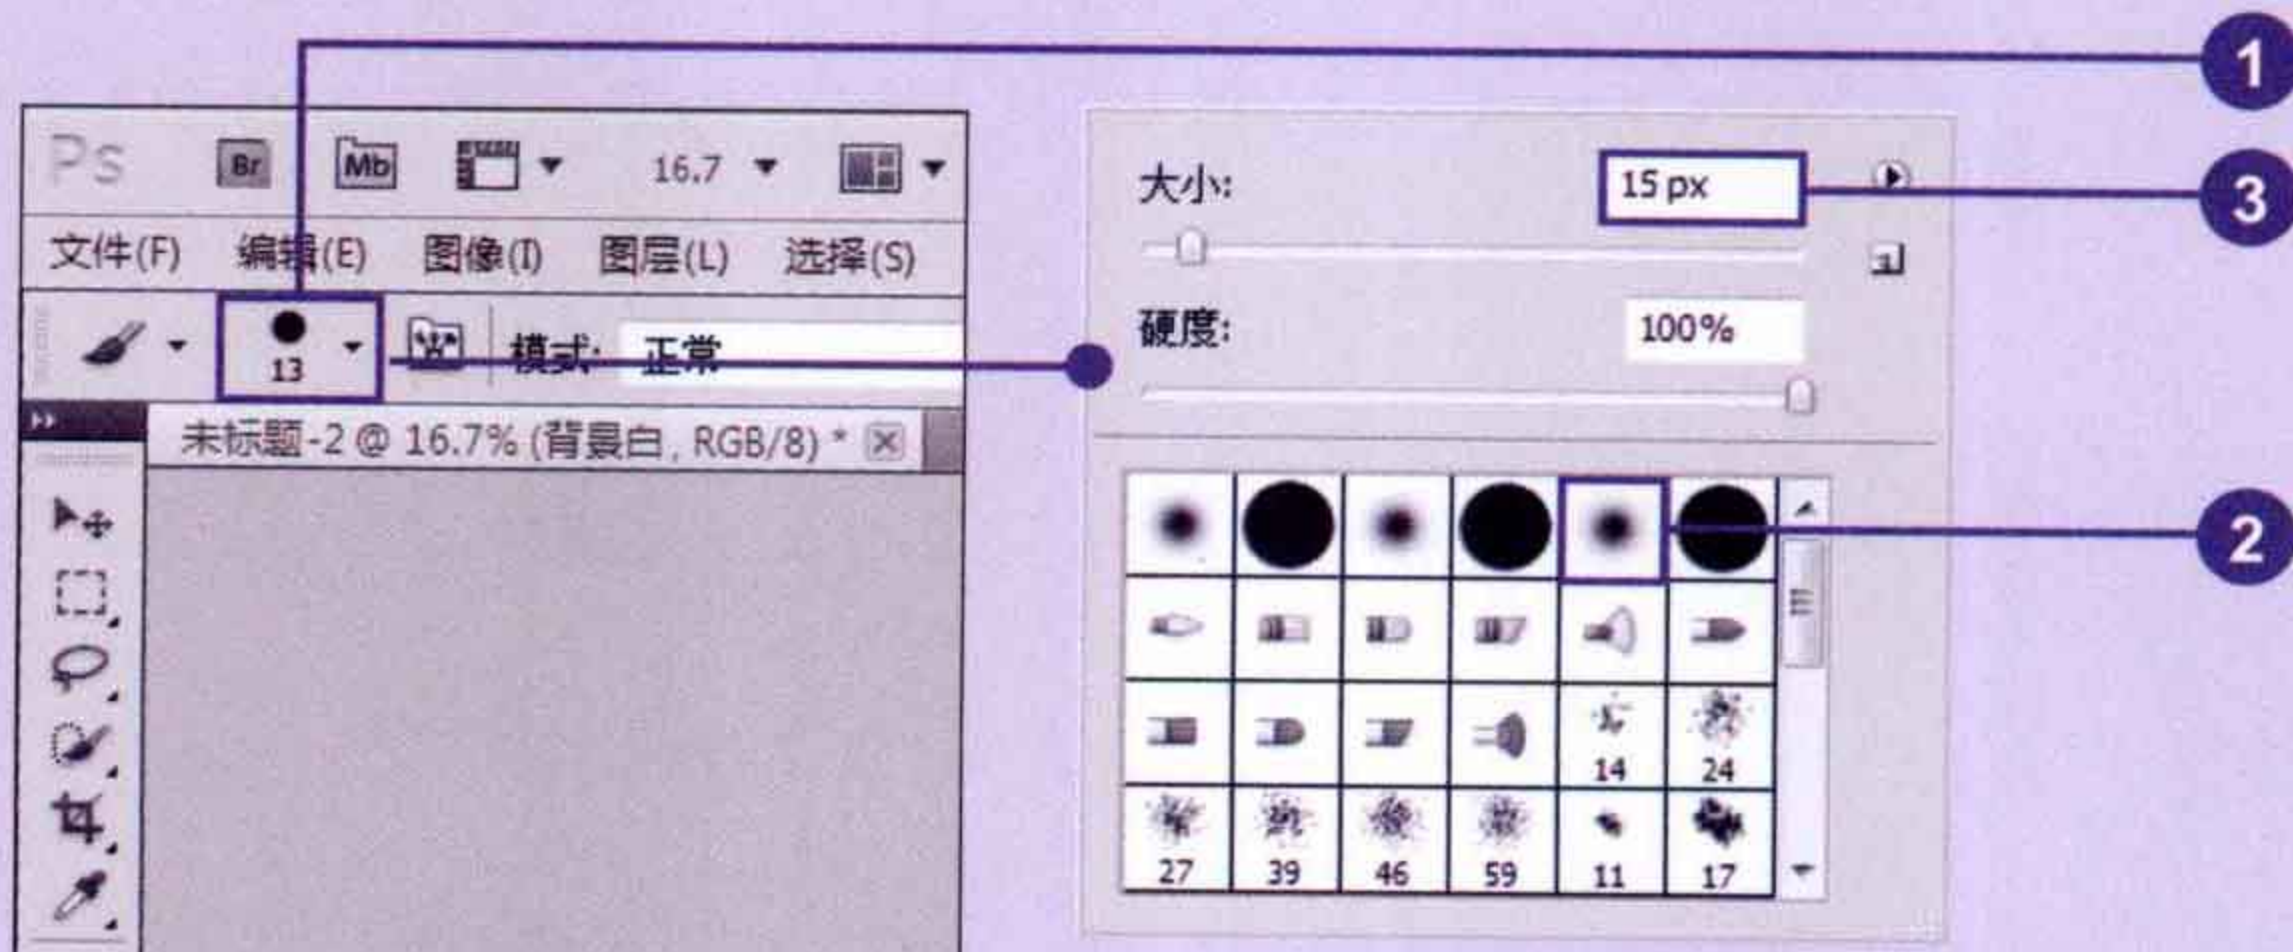 1
Ps Br Mb 16.7
文件(F) 编辑(E) 图像(I) 图层(L) 选择(S)
13 模式: 正常
未标题-2 @ 16.7% (背景白, RGB/8) *
大小: 15 px
3
硬度: 100%
2
14 24
27 39 46 59 11 17